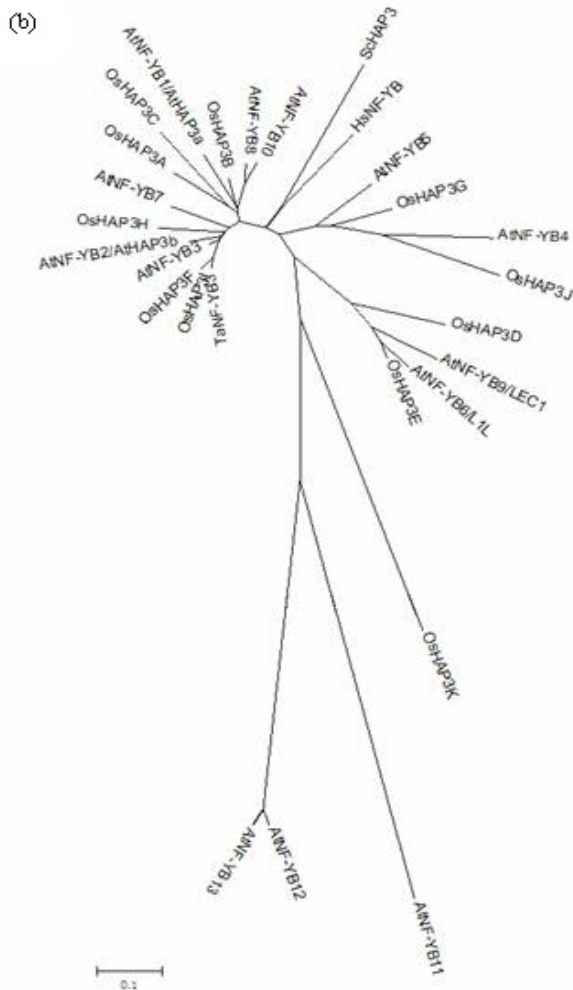 (b)
ScHAP3
HsNF-YB
AtNF-YB5
OsHAP3G
AtNF-YB4
OsHAP3J
OsHAP3D
AtNF-YB9/LEC1
AtNF-YB6/L1L
OsHAP3E
OsHAP3K
AtNF-YB11
AtNF-YB12
AtNF-YB13
TaNF-YB3
OsHAP3F
AtNF-YB3
AtNF-YB2/AtHAP3b
OsHAP3H
AtNF-YB7
OsHAP3A
OsHAP3C
AtNF-YB1/AtHAP3a
OsHAP3B
AtNF-YB8
AtNF-YB10
0.1